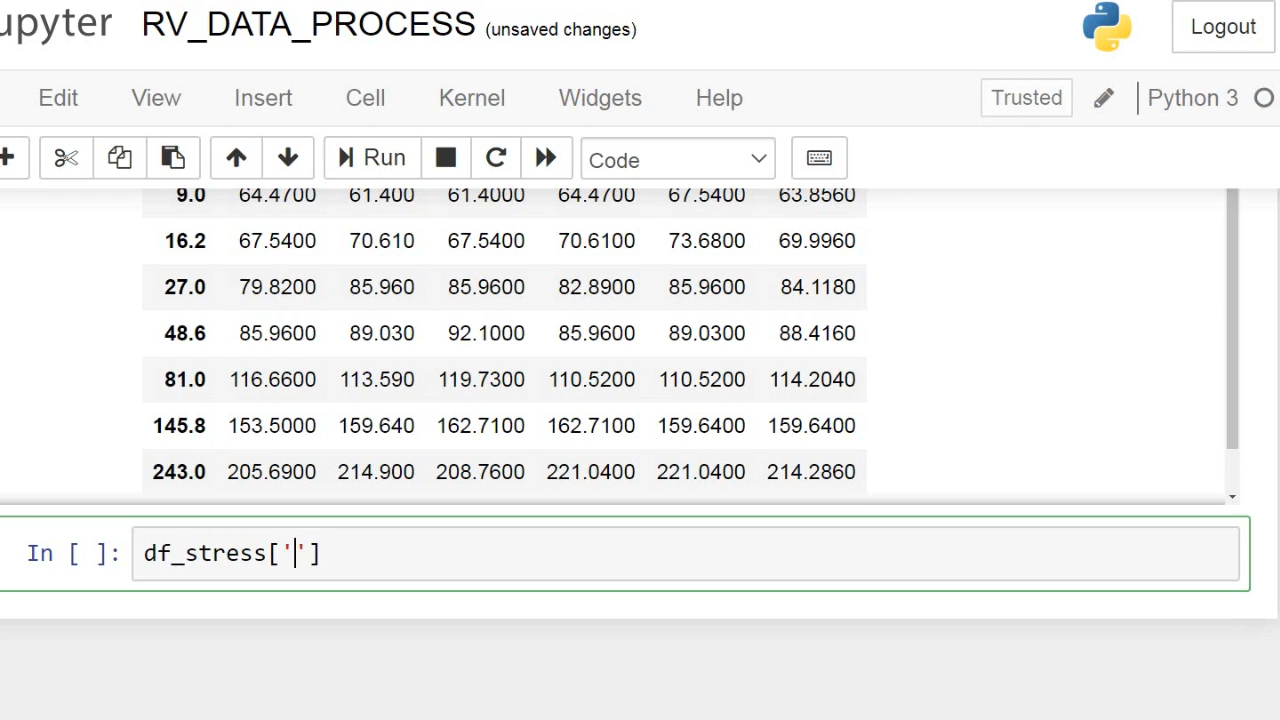 upyter RV_DATA_PROCESS (unsaved changes) Logout
Edit View Insert Cell Kernel Widgets Help Trusted Python 3
Run Code
9.0 64.4700 61.400 61.4000 64.4700 67.5400 63.8560
16.2 67.5400 70.610 67.5400 70.6100 73.6800 69.9960
27.0 79.8200 85.960 85.9600 82.8900 85.9600 84.1180
48.6 85.9600 89.030 92.1000 85.9600 89.0300 88.4160
81.0 116.6600 113.590 119.7300 110.5200 110.5200 114.2040
145.8 153.5000 159.640 162.7100 162.7100 159.6400 159.6400
243.0 205.6900 214.900 208.7600 221.0400 221.0400 214.2860
In [ ]: df_stress['']